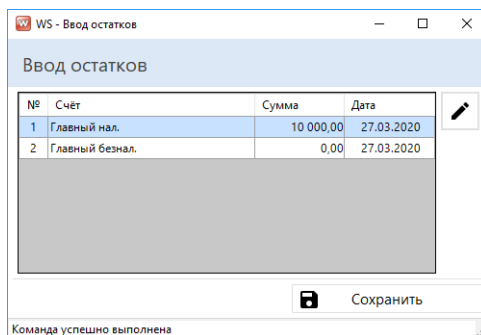 WS - Ввод остатков
Ввод остатков
№ Счёт Сумма Дата
1 Главный нал. 10 000,00 27.03.2020
2 Главный безнал. 0,00 27.03.2020
Сохранить
Команда успешно выполнена